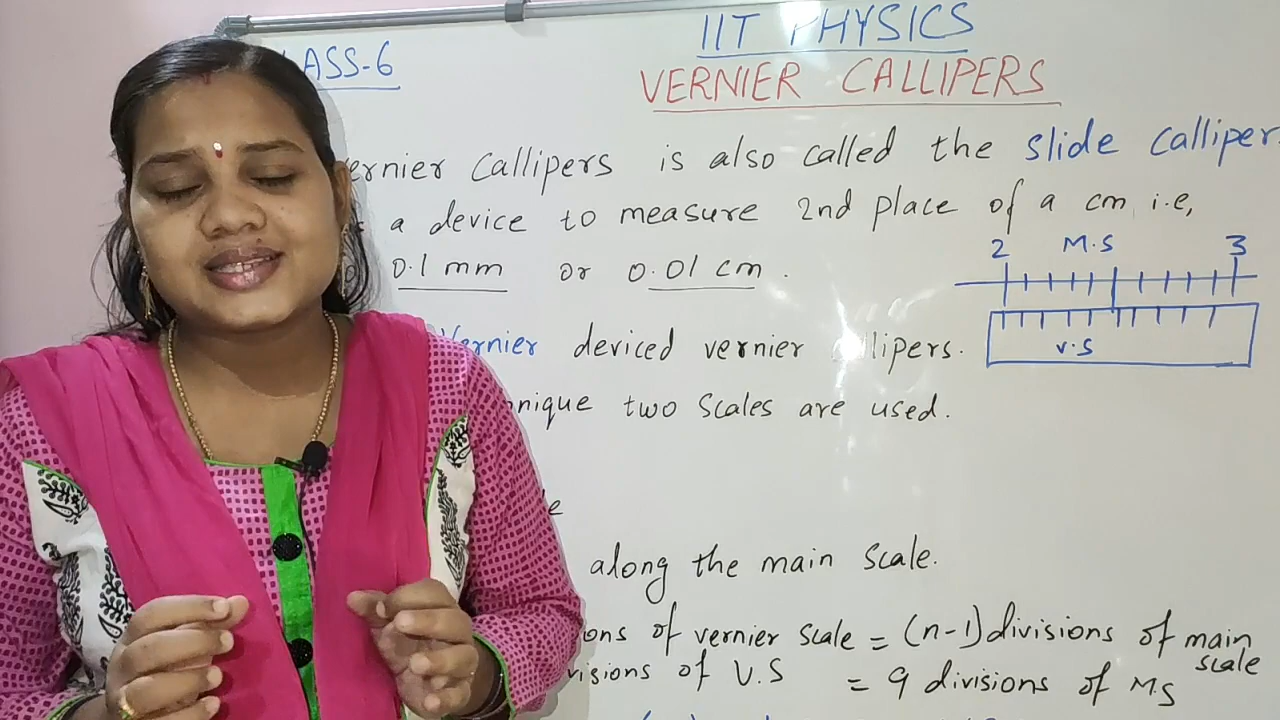 IIT PHYSICS
ASS-6
VERNIER CALLIPERS
ernier Callipers is also called the slide Calliper
a device to measure 2nd place of a cm i.e,
0.1 mm or 0.01 cm.
2 M.S 3
V.S
Vernier deviced vernier llipers.
nique two scales are used.
e
along the main scale.
ons of vernier scale = (n-1) divisions of main
scale
visions of V.S = 9 divisions of M.S